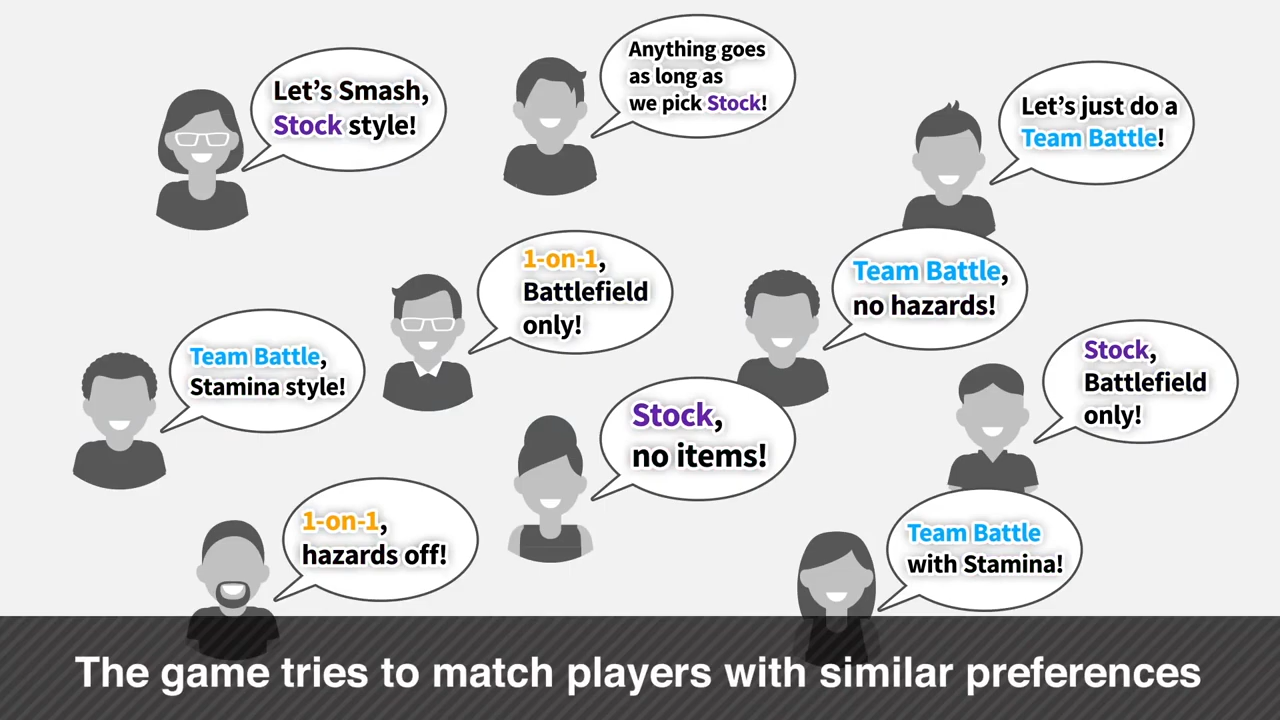 Let’s Smash,
Stock style!
Anything goes
as long as
we pick Stock!
Let’s just do a
Team Battle!
1-on-1,
Battlefield
only!
Team Battle,
no hazards!
Team Battle,
Stamina style!
Stock,
Battlefield
only!
Stock,
no items!
1-on-1,
hazards off!
Team Battle
with Stamina!
The game tries to match players with similar preferences